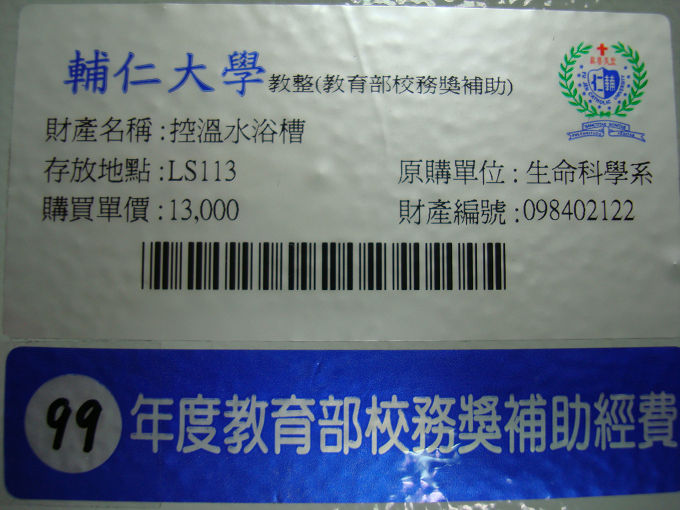 輔仁大學 教整(教育部校務獎補助)
財產名稱:控溫水浴槽
存放地點:LS113 原購單位:生命科學系
購買單價:13,000 財產編號:098402122
99 年度教育部校務獎補助經費